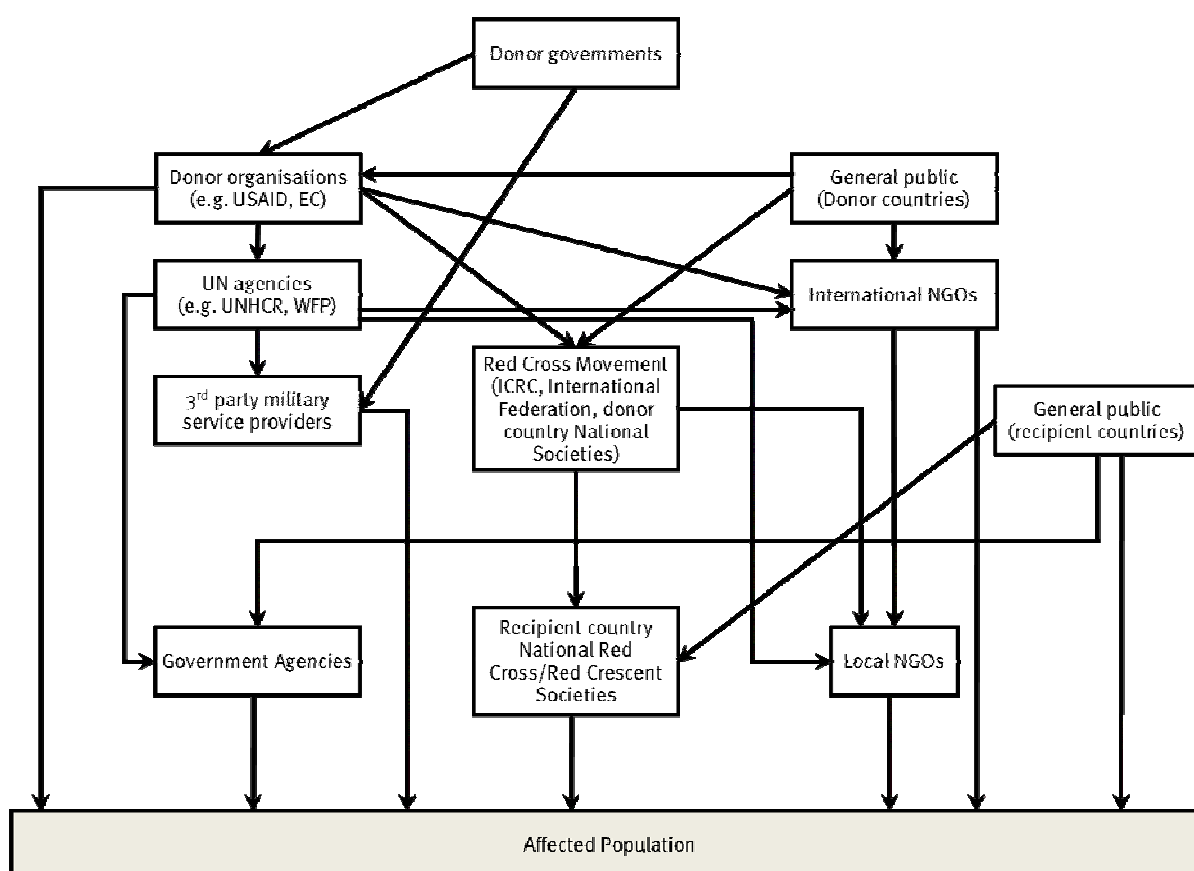 Donor governments
Donor organisations
(e.g. USAID, EC)
General public
(Donor countries)
UN agencies
(e.g. UNHCR, WFP)
International NGOs
Red Cross Movement
(ICRC, International
Federation, donor
country National
Societies)
3rd party military
service providers
General public
(recipient countries)
Government Agencies
Recipient country
National Red
Cross/Red Crescent
Societies
Local NGOs
Affected Population